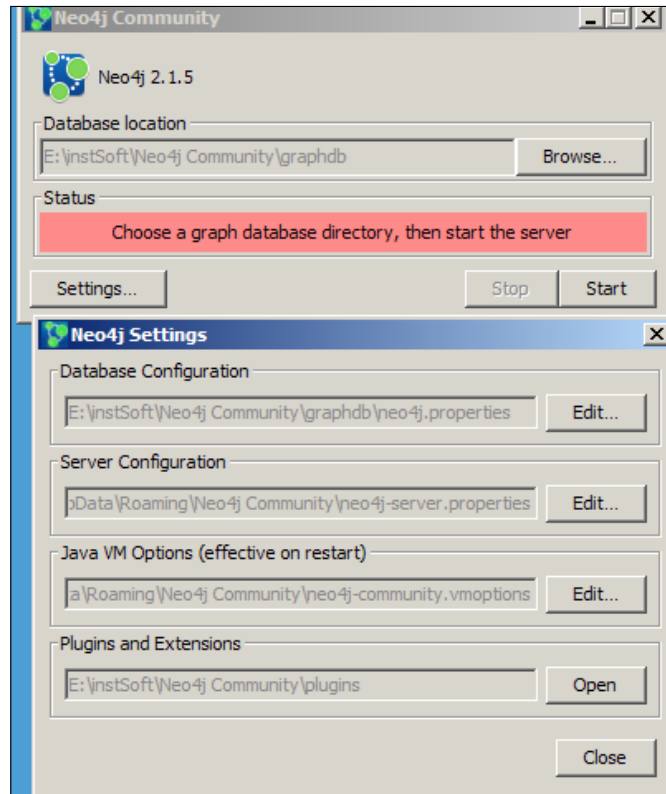 Neo4j Community
Neo4j 2.1.5
Database location
E:\instSoft\Neo4j Community\graphdb
Browse...
Status
Choose a graph database directory, then start the server
Settings...
Stop
Start
Neo4j Settings
Database Configuration
E:\instSoft\Neo4j Community\graphdb\neo4j.properties
Edit...
Server Configuration
pData\Roaming\Neo4j Community\neo4j-server.properties
Edit...
Java VM Options (effective on restart)
a\Roaming\Neo4j Community\neo4j-community.vmoptions
Edit...
Plugins and Extensions
E:\instSoft\Neo4j Community\plugins
Open
Close